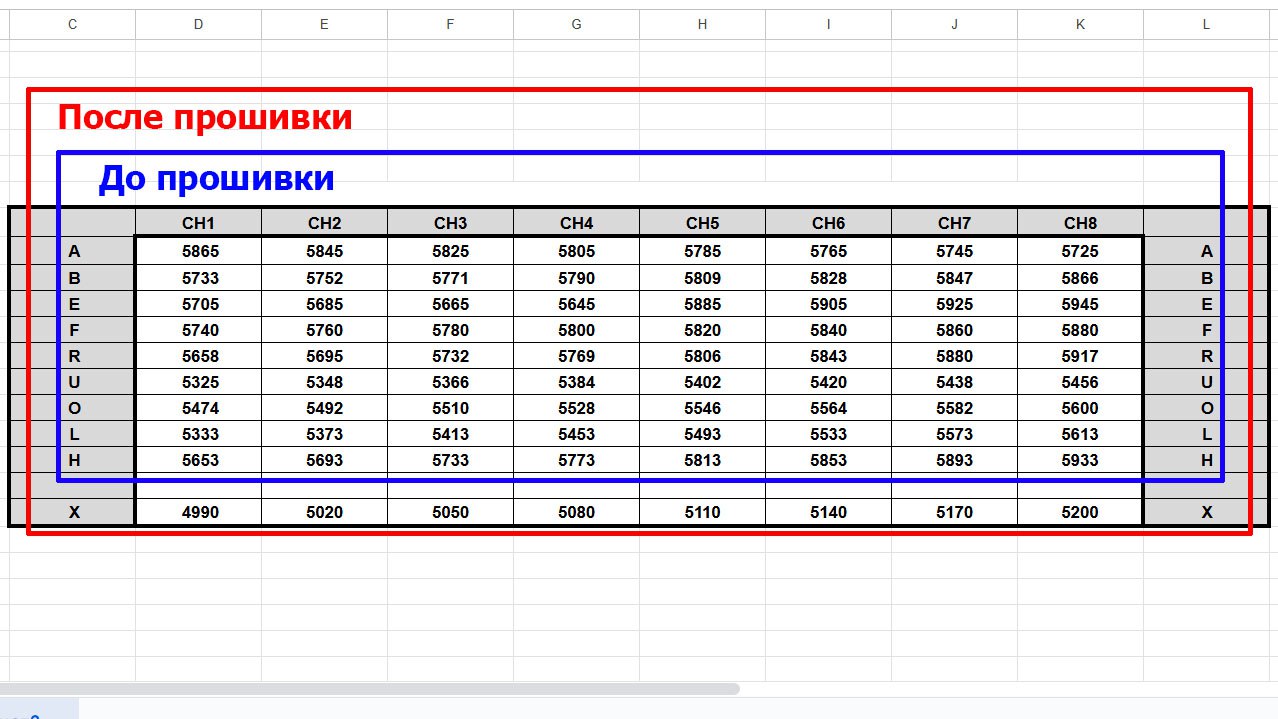 C D E F G H I J K L
После прошивки
До прошивки
CH1 CH2 CH3 CH4 CH5 CH6 CH7 CH8
A 5865 5845 5825 5805 5785 5765 5745 5725 A
B 5733 5752 5771 5790 5809 5828 5847 5866 B
E 5705 5685 5665 5645 5885 5905 5925 5945 E
F 5740 5760 5780 5800 5820 5840 5860 5880 F
R 5658 5695 5732 5769 5806 5843 5880 5917 R
U 5325 5348 5366 5384 5402 5420 5438 5456 U
O 5474 5492 5510 5528 5546 5564 5582 5600 O
L 5333 5373 5413 5453 5493 5533 5573 5613 L
H 5653 5693 5733 5773 5813 5853 5893 5933 H
X 4990 5020 5050 5080 5110 5140 5170 5200 X